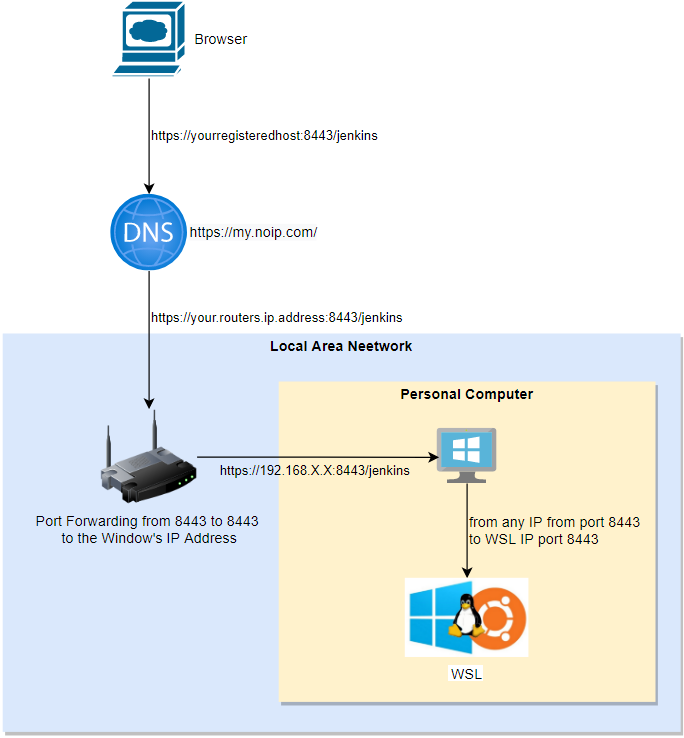 Browser
https://yourregisteredhost:8443/jenkins
DNS
https://my.noip.com/
https://your.routers.ip.address:8443/jenkins
Local Area Neetwork
Personal Computer
https://192.168.X.X:8443/jenkins
Port Forwarding from 8443 to 8443
to the Window's IP Address
from any IP from port 8443
to WSL IP port 8443
WSL